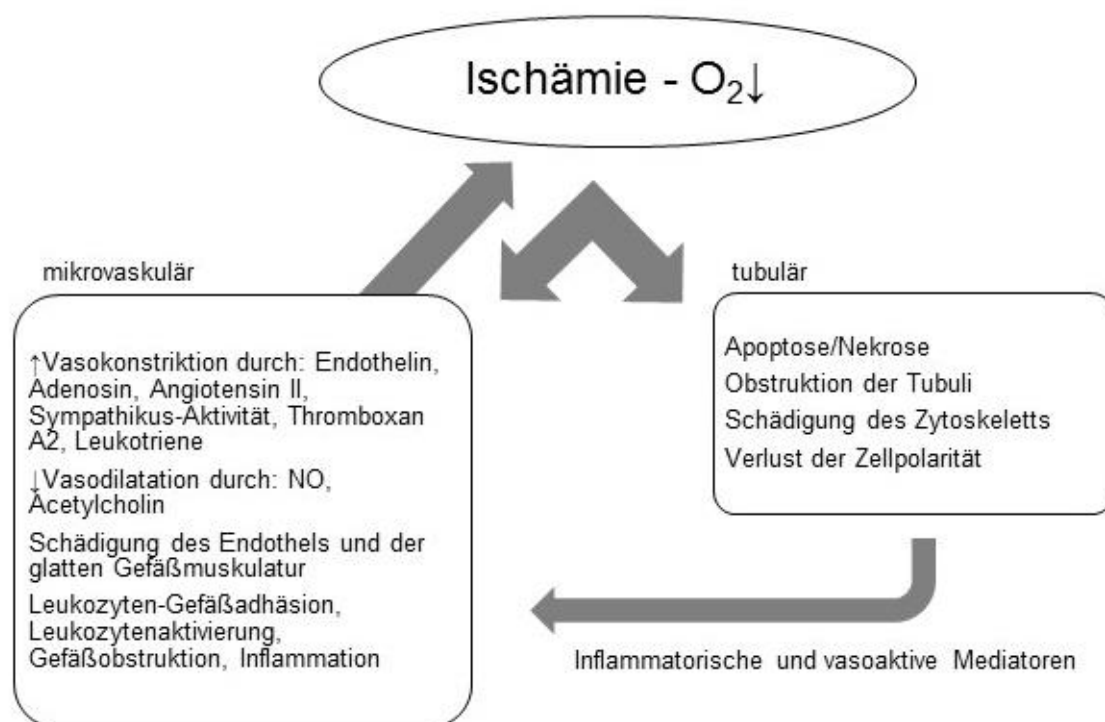 Ischämie - O₂↓
mikrovaskulär
↑Vasokonstriktion durch: Endothelin,
Adenosin, Angiotensin II,
Sympathikus-Aktivität, Thromboxan
A2, Leukotriene
↓Vasodilatation durch: NO,
Acetylcholin
Schädigung des Endothels und der
glatten Gefäßmuskulatur
Leukozyten-Gefäßadhäsion,
Leukozytenaktivierung,
Gefäßobstruktion, Inflammation
tubulär
Apoptose/Nekrose
Obstruktion der Tubuli
Schädigung des Zytoskeletts
Verlust der Zellpolarität
Inflammatorische und vasoaktive Mediatoren